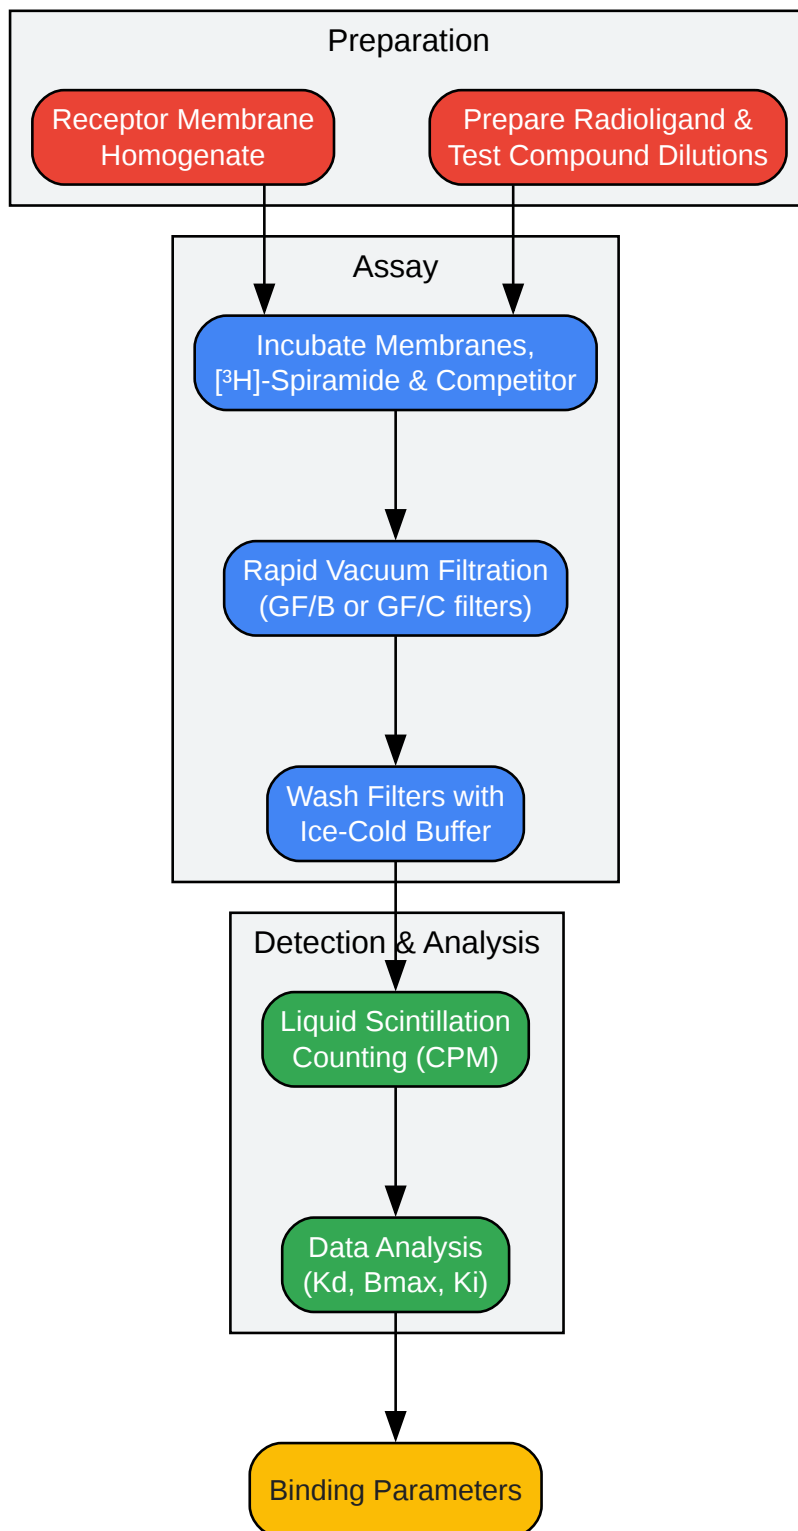 Preparation
Receptor Membrane
Homogenate
Prepare Radioligand &
Test Compound Dilutions
Assay
Incubate Membranes,
[³H]-Spiramide & Competitor
Rapid Vacuum Filtration
(GF/B or GF/C filters)
Wash Filters with
Ice-Cold Buffer
Detection & Analysis
Liquid Scintillation
Counting (CPM)
Data Analysis
(Kd, Bmax, Ki)
Binding Parameters